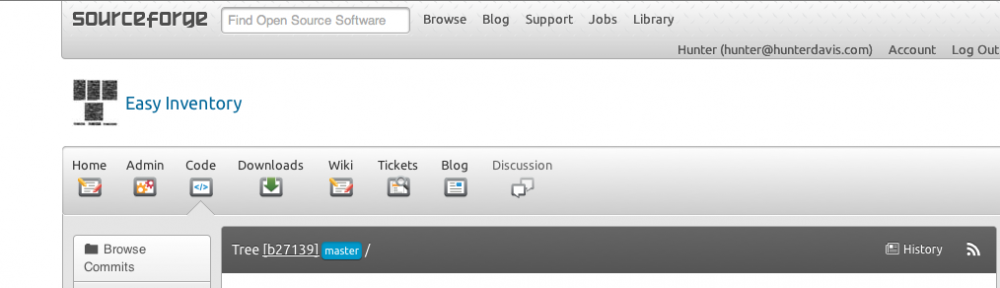 sourceforge Find Open Source Software Browse Blog Support Jobs Library
Hunter (hunter@hunterdavis.com) Account Log Out
Easy Inventory
Home Admin Code Downloads Wiki Tickets Blog Discussion
Browse
Commits
Tree [b27139] master / History